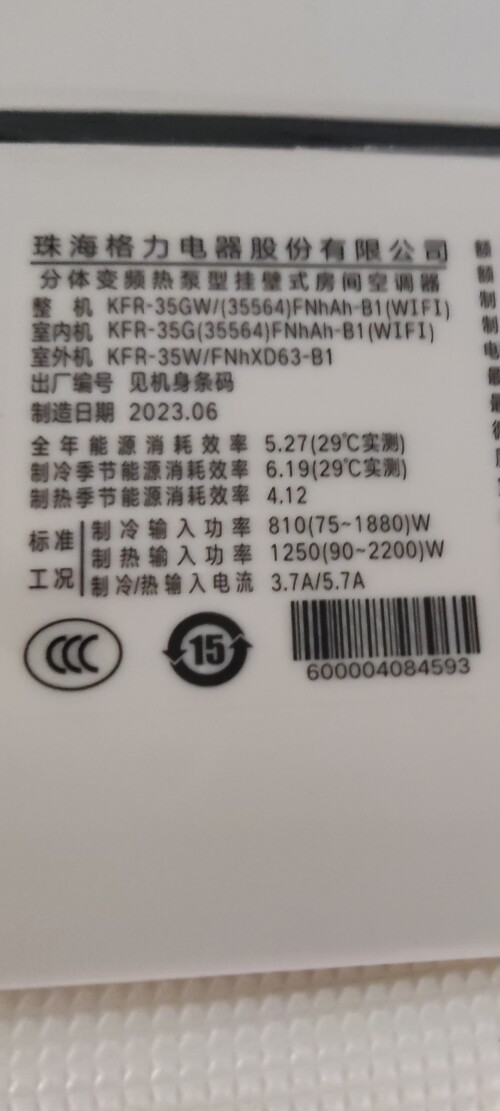 珠海格力电器股份有限公司
分体变频热泵型挂壁式房间空调器
整 机 KFR-35GW/(35564)FNhAh-B1(WIFI)
室内机 KFR-35G(35564)FNhAh-B1(WIFI)
室外机 KFR-35W/FNhXD63-B1
出厂编号 见机身条码
制造日期 2023.06
全年能源消耗效率 5.27(29℃实测)
制冷季节能源消耗效率 6.19(29℃实测)
制热季节能源消耗效率 4.12
标准 制冷输入功率 810(75~1880)W
制热输入功率 1250(90~2200)W
工况 制冷/热输入电流 3.7A/5.7A
CCC 15
600004084593
额
额
制
制
电